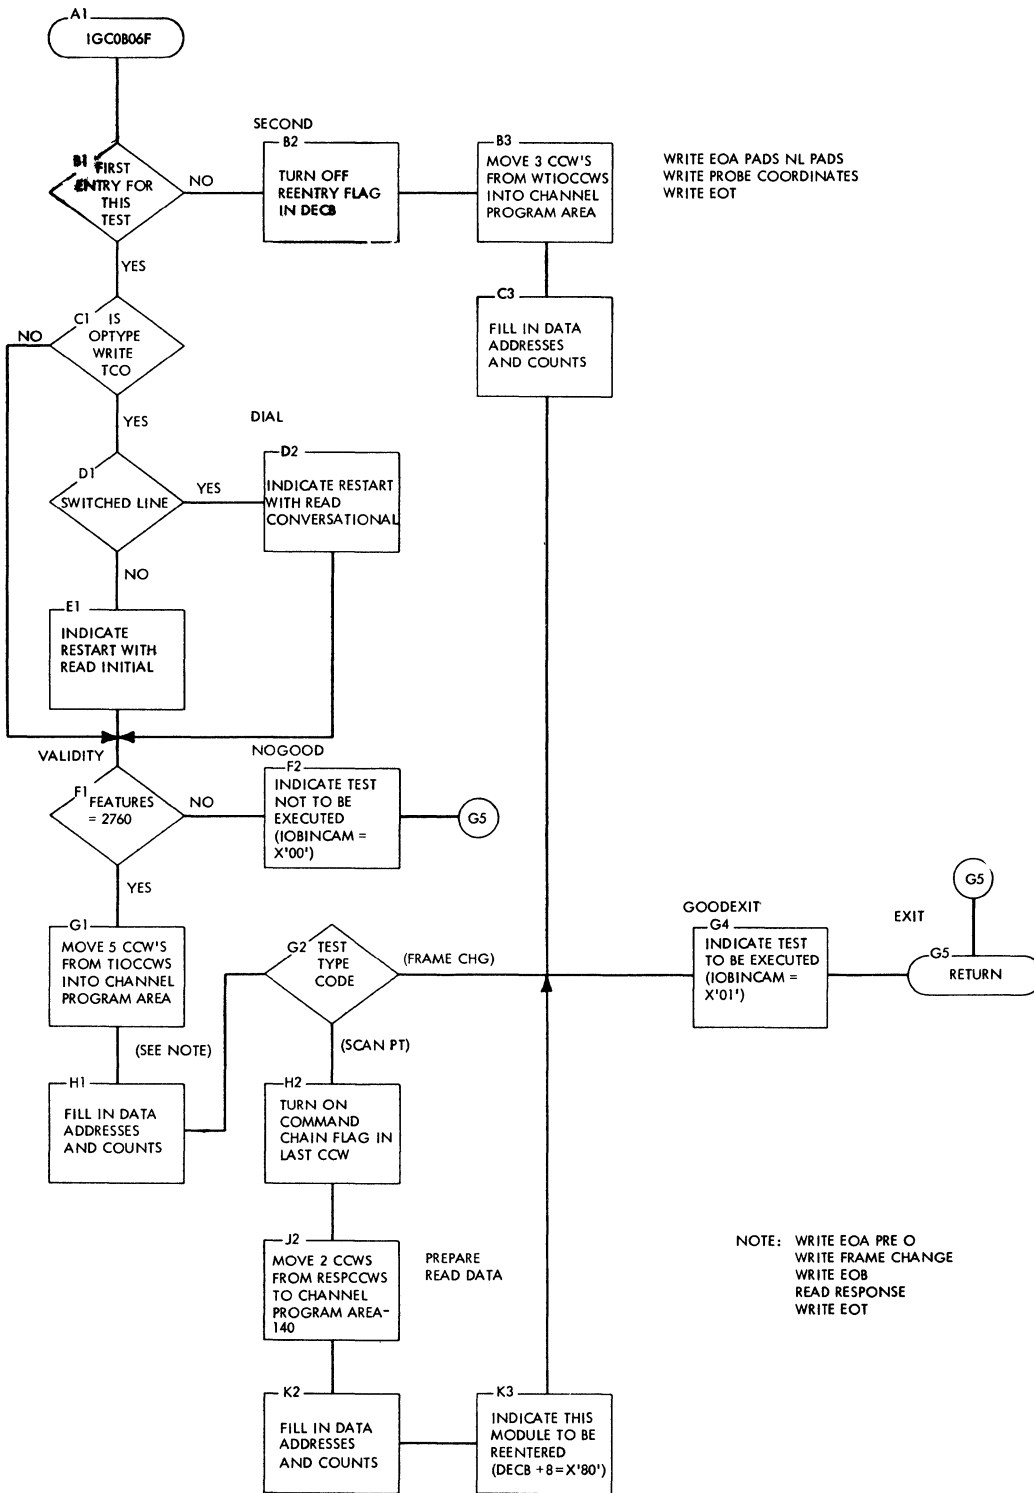 A1
IGC0B06F
B1
FIRST
ENTRY FOR
THIS
TEST
NO
YES
SECOND
B2
TURN OFF
REENTRY FLAG
IN DECB
B3
MOVE 3 CCW'S
FROM WTIOCCWS
INTO CHANNEL
PROGRAM AREA
WRITE EOA PADS NL PADS
WRITE PROBE COORDINATES
WRITE EOT
C1
IS
OPTYPE
WRITE
TCO
NO
YES
C3
FILL IN DATA
ADDRESSES
AND COUNTS
D1
SWITCHED LINE
YES
NO
DIAL
D2
INDICATE RESTART
WITH READ
CONVERSATIONAL
E1
INDICATE
RESTART WITH
READ INITIAL
VALIDITY
F1
FEATURES
= 2760
NO
YES
NOGOOD
F2
INDICATE TEST
NOT TO BE
EXECUTED
(IOBINCAM =
X'00')
G5
G1
MOVE 5 CCW'S
FROM TIOCCWS
INTO CHANNEL
PROGRAM AREA
(SEE NOTE)
G2
TEST
TYPE
CODE
(FRAME CHG)
(SCAN PT)
GOODEXIT
G4
INDICATE TEST
TO BE EXECUTED
(IOBINCAM =
X'01')
G5
EXIT
G5
RETURN
H1
FILL IN DATA
ADDRESSES
AND COUNTS
H2
TURN ON
COMMAND
CHAIN FLAG IN
LAST CCW
J2
MOVE 2 CCWS
FROM RESPCCWS
TO CHANNEL
PROGRAM AREA-
140
PREPARE
READ DATA
K2
FILL IN DATA
ADDRESSES
AND COUNTS
K3
INDICATE THIS
MODULE TO BE
REENTERED
(DECB +8=X'80')
NOTE: WRITE EOA PRE O
WRITE FRAME CHANGE
WRITE EOB
READ RESPONSE
WRITE EOT